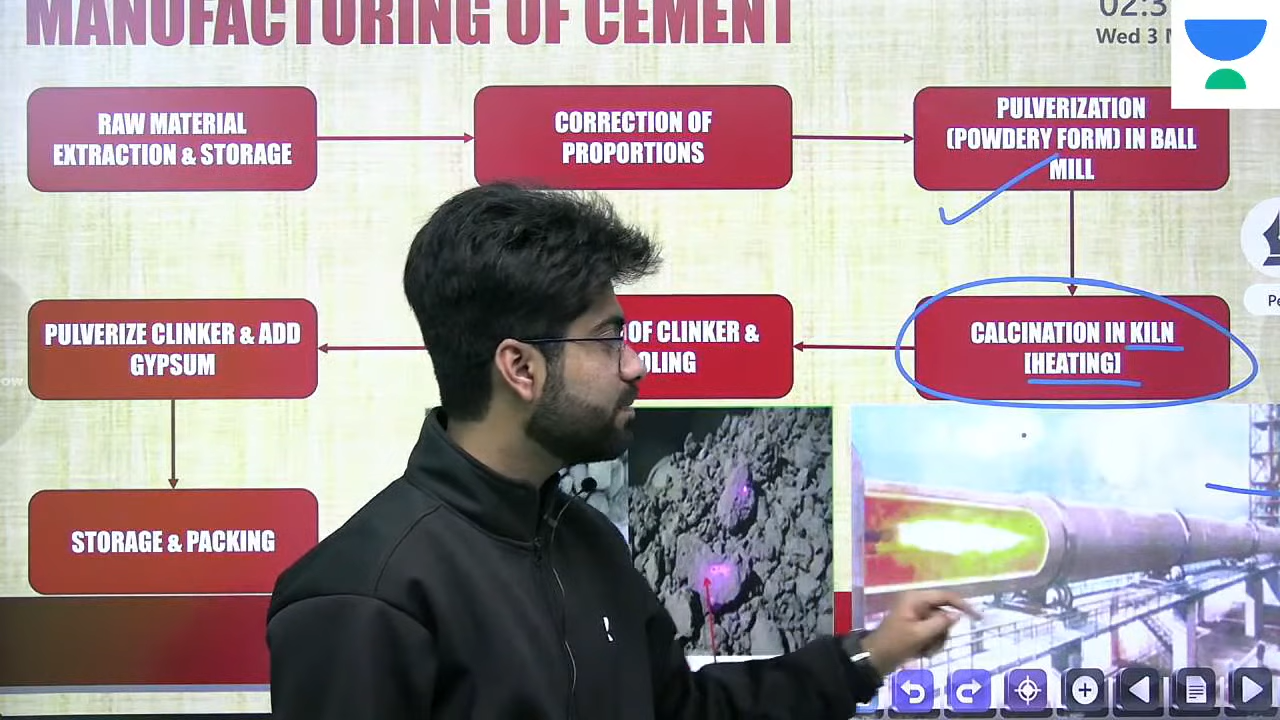 MANUFACTURING OF CEMENT
02:3
Wed 3
RAW MATERIAL
EXTRACTION & STORAGE
CORRECTION OF
PROPORTIONS
PULVERIZATION
(POWDERY FORM) IN BALL
MILL
PULVERIZE CLINKER & ADD
GYPSUM
OF CLINKER &
CALCINATION IN KILN
[HEATING]
STORAGE & PACKING